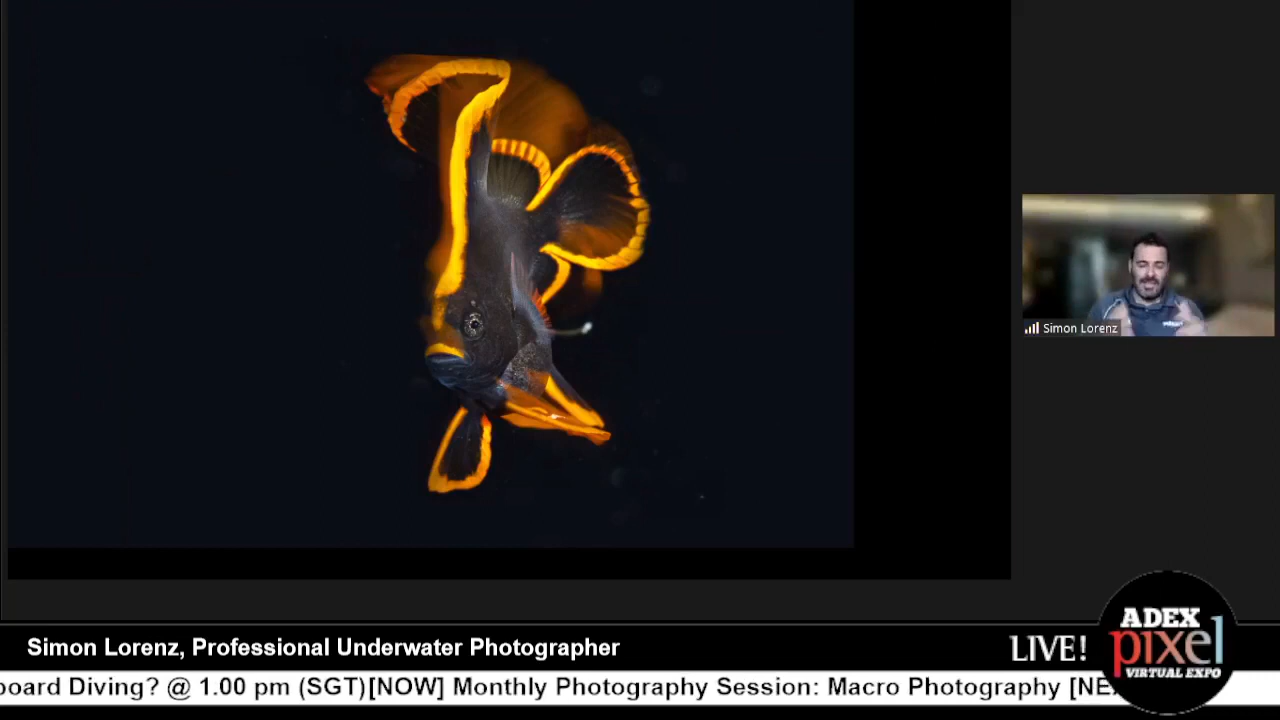 Simon Lorenz
Simon Lorenz, Professional Underwater Photographer
LIVE!
ADEX
pixel
VIRTUAL EXPO
Diving? @ 1.00 pm (SGT)[NOW] Monthly Photography Session: Macro Photography